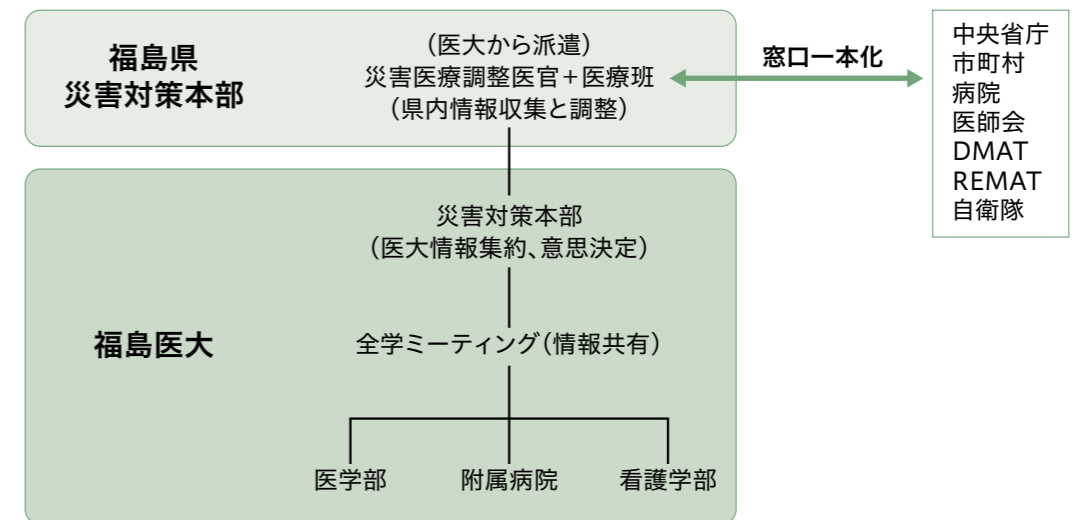 福島県
災害対策本部
(医大から派遣)
災害医療調整医官+医療班
(県内情報収集と調整)
窓口一本化
中央省庁
市町村
病院
医師会
DMAT
REMAT
自衛隊
福島医大
災害対策本部
(医大情報集約、意思決定)
全学ミーティング(情報共有)
医学部
附属病院
看護学部